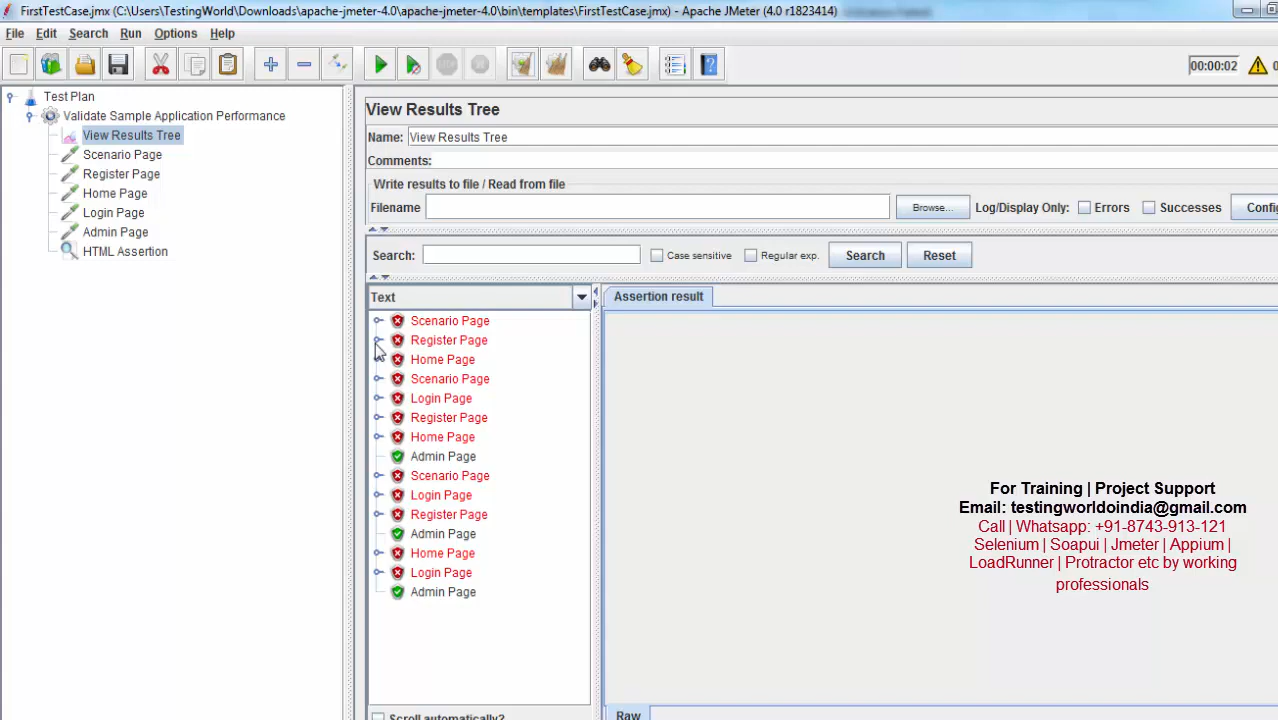 FirstTestCase.jmx (C:\Users\TestingWorld\Downloads\apache-jmeter-4.0\apache-jmeter-4.0\bin\templates\FirstTestCase.jmx) - Apache JMeter (4.0 r1823414)
File Edit Search Run Options Help
00:00:02
Test Plan
Validate Sample Application Performance
View Results Tree
Scenario Page
Register Page
Home Page
Login Page
Admin Page
HTML Assertion
View Results Tree
Name: View Results Tree
Comments:
Write results to file / Read from file
Filename Browse... Log/Display Only: Errors Successes Config
Search: Case sensitive Regular exp. Search Reset
Text
Scenario Page
Register Page
Home Page
Scenario Page
Login Page
Register Page
Home Page
Admin Page
Scenario Page
Login Page
Register Page
Admin Page
Home Page
Login Page
Admin Page
Scroll automatically?
Assertion result
For Training | Project Support
Email: testingworldoindia@gmail.com
Call | Whatsapp: +91-8743-913-121
Selenium | Soapui | Jmeter | Appium |
LoadRunner | Protractor etc by working
professionals
Raw